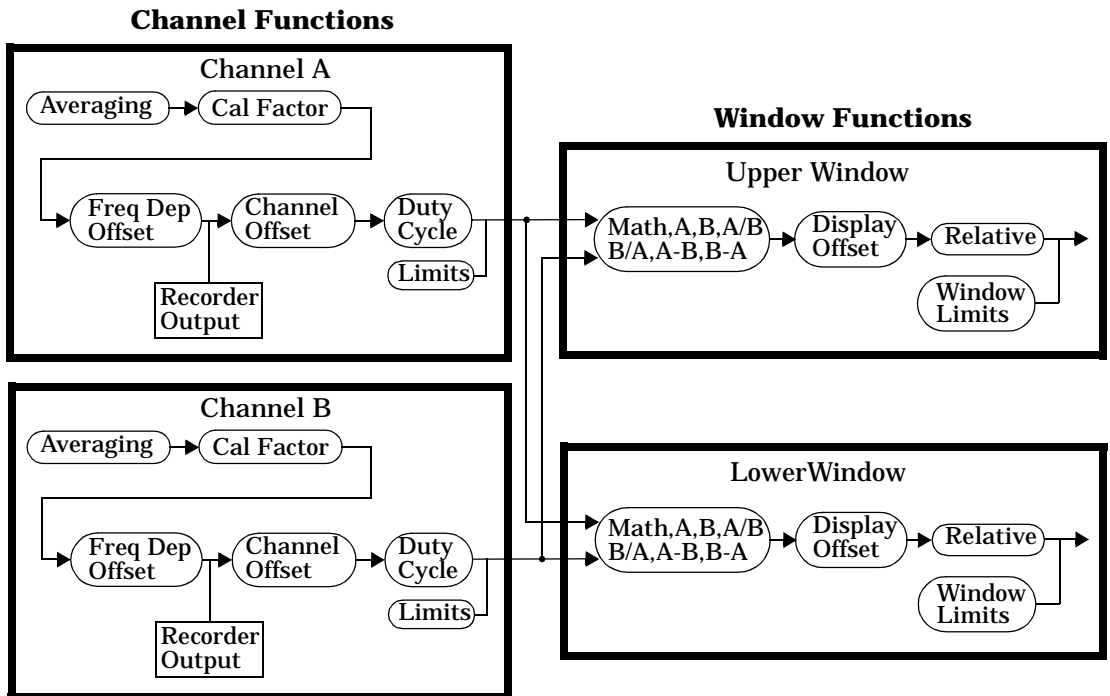 Channel Functions
Channel A
Averaging
Cal Factor
Freq Dep
Offset
Channel
Offset
Duty
Cycle
Limits
Recorder
Output
Channel B
Averaging
Cal Factor
Freq Dep
Offset
Channel
Offset
Duty
Cycle
Limits
Recorder
Output
Window Functions
Upper Window
Math,A,B,A/B
B/A,A-B,B-A
Display
Offset
Relative
Window
Limits
LowerWindow
Math,A,B,A/B
B/A,A-B,B-A
Display
Offset
Relative
Window
Limits